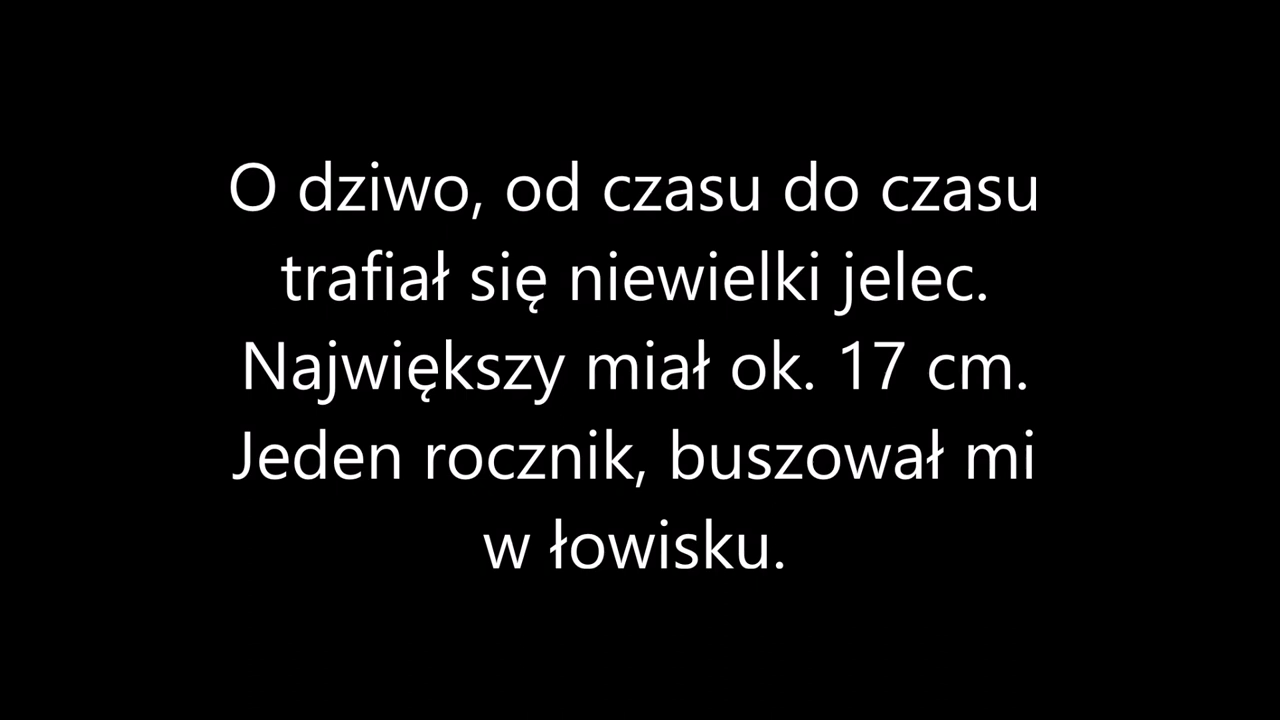 O dziwo, od czasu do czasu
trafiał się niewielki jelec.
Największy miał ok. 17 cm.
Jeden rocznik, buszował mi
w łowisku.